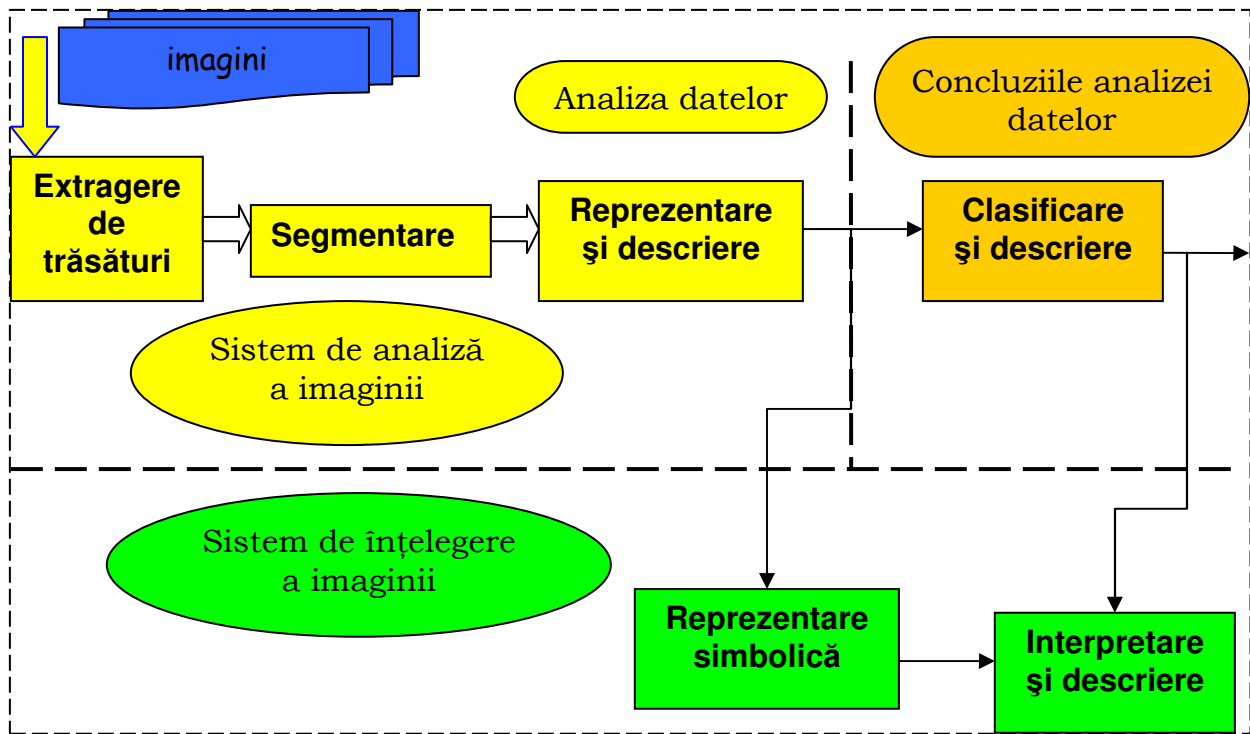 imagini
Analiza datelor
Concluziile analizei
datelor
Extragere
de
trăsături
Segmentare
Reprezentare
şi descriere
Clasificare
şi descriere
Sistem de analiză
a imaginii
Sistem de înțelegere
a imaginii
Reprezentare
simbolică
Interpretare
şi descriere